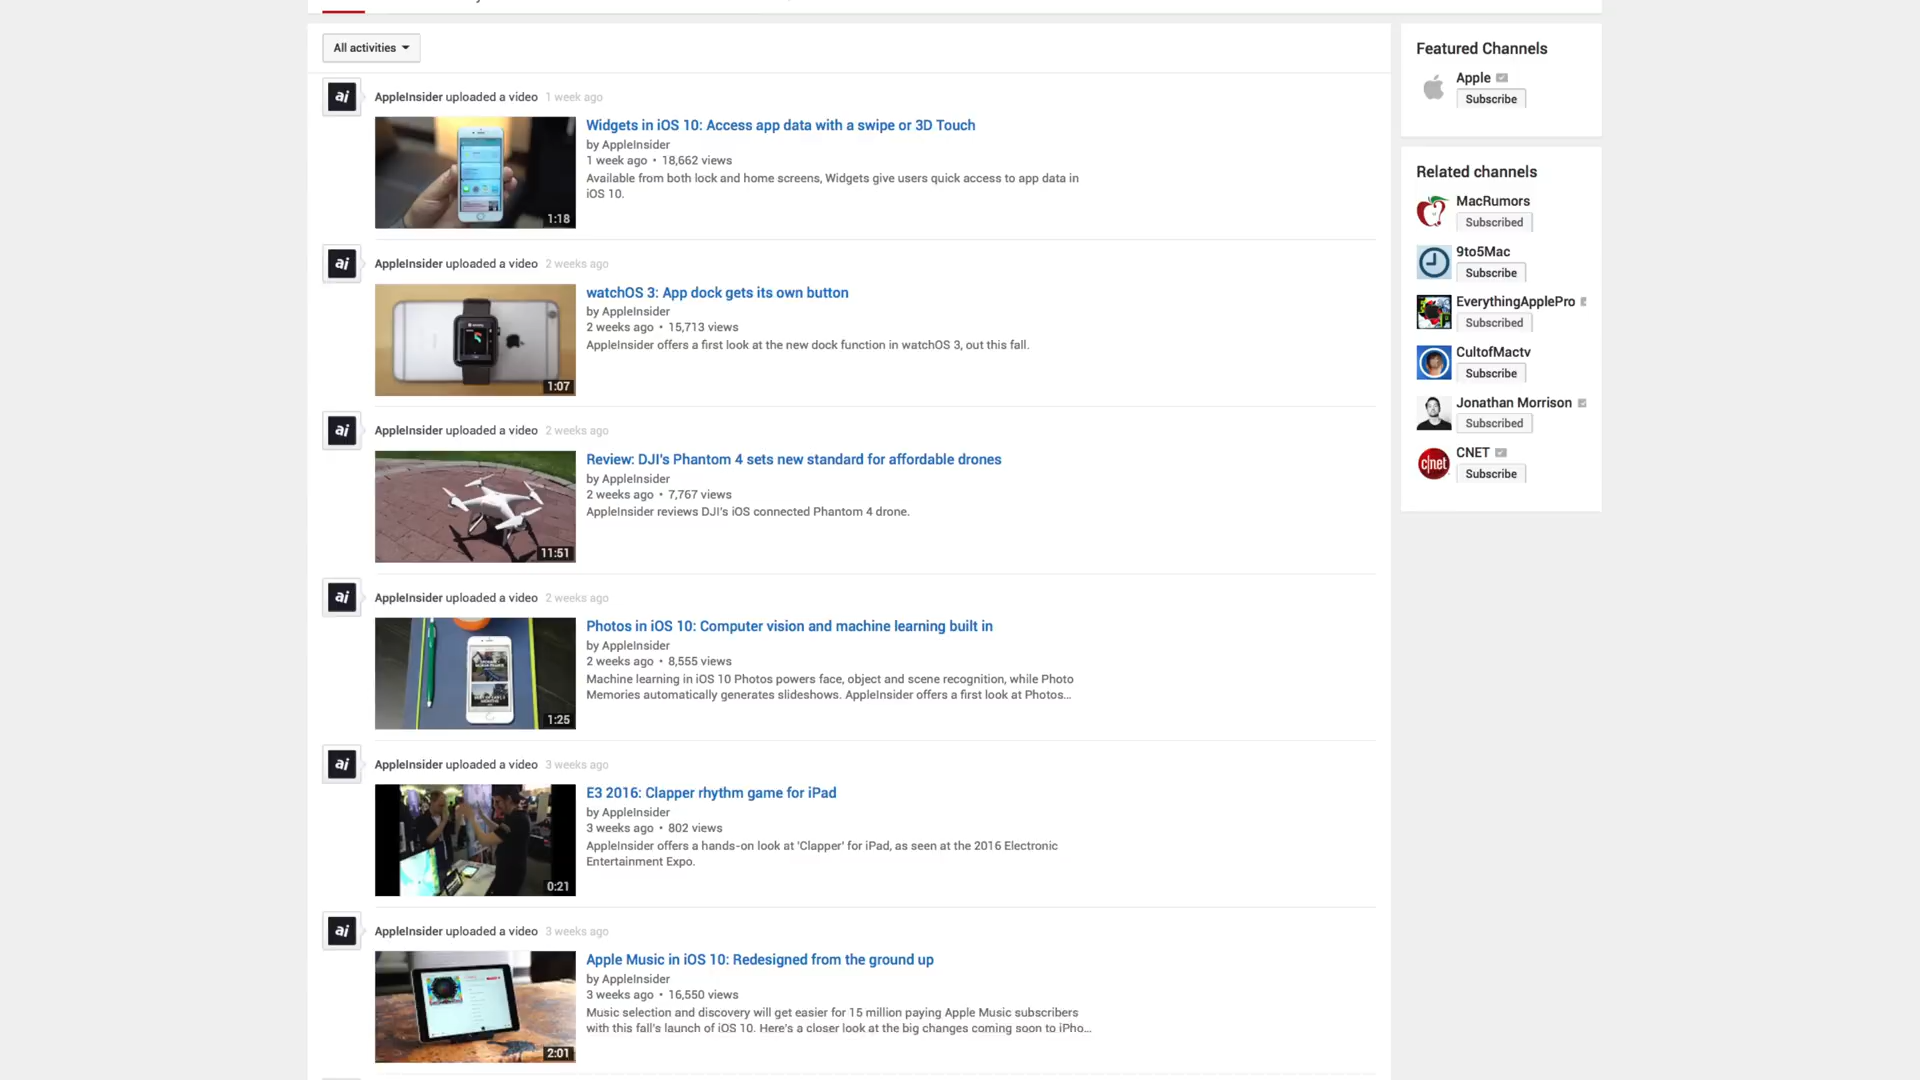 All activities
ai
AppleInsider uploaded a video 1 week ago
1:18
Widgets in iOS 10: Access app data with a swipe or 3D Touch
by AppleInsider
1 week ago • 18,662 views
Available from both lock and home screens, Widgets give users quick access to app data in
iOS 10.
ai
AppleInsider uploaded a video 2 weeks ago
1:07
watchOS 3: App dock gets its own button
by AppleInsider
2 weeks ago • 15,713 views
AppleInsider offers a first look at the new dock function in watchOS 3, out this fall.
ai
AppleInsider uploaded a video 2 weeks ago
11:51
Review: DJI's Phantom 4 sets new standard for affordable drones
by AppleInsider
2 weeks ago • 7,767 views
AppleInsider reviews DJI's iOS connected Phantom 4 drone.
ai
AppleInsider uploaded a video 2 weeks ago
1:25
Photos in iOS 10: Computer vision and machine learning built in
by AppleInsider
2 weeks ago • 8,555 views
Machine learning in iOS 10 Photos powers face, object and scene recognition, while Photo
Memories automatically generates slideshows. AppleInsider offers a first look at Photos...
ai
AppleInsider uploaded a video 3 weeks ago
0:21
E3 2016: Clapper rhythm game for iPad
by AppleInsider
3 weeks ago • 802 views
AppleInsider offers a hands-on look at 'Clapper' for iPad, as seen at the 2016 Electronic
Entertainment Expo.
ai
AppleInsider uploaded a video 3 weeks ago
2:01
Apple Music in iOS 10: Redesigned from the ground up
by AppleInsider
3 weeks ago • 16,550 views
Music selection and discovery will get easier for 15 million paying Apple Music subscribers
with this fall's launch of iOS 10. Here's a closer look at the big changes coming soon to iPho...
Featured Channels
Apple
Subscribe
Related channels
MacRumors
Subscribed
9to5Mac
Subscribe
EverythingApplePro
Subscribed
CultofMactv
Subscribe
Jonathan Morrison
Subscribed
c|net
CNET
Subscribe